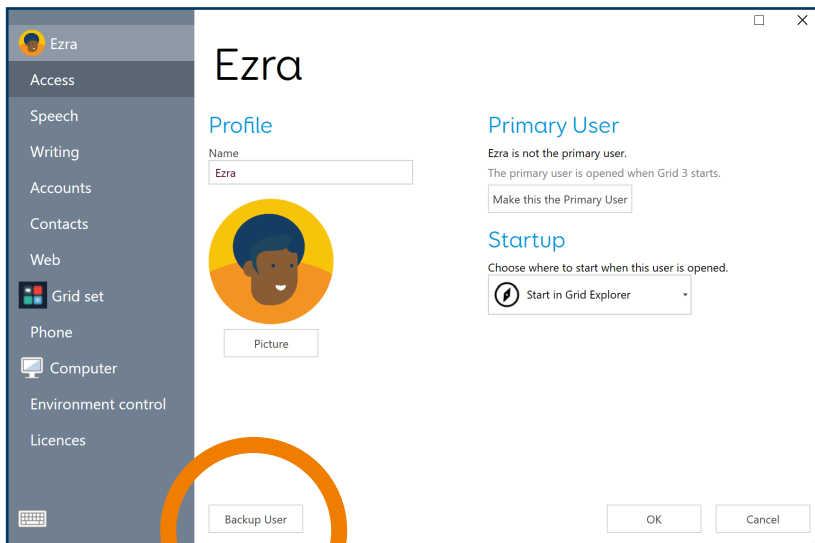 Ezra
Access
Speech
Writing
Accounts
Contacts
Web
Grid set
Phone
Computer
Environment control
Licences
Ezra
Profile
Name
Ezra
Picture
Primary User
Ezra is not the primary user.
The primary user is opened when Grid 3 starts.
Make this the Primary User
Startup
Choose where to start when this user is opened.
Start in Grid Explorer
Backup User
OK
Cancel